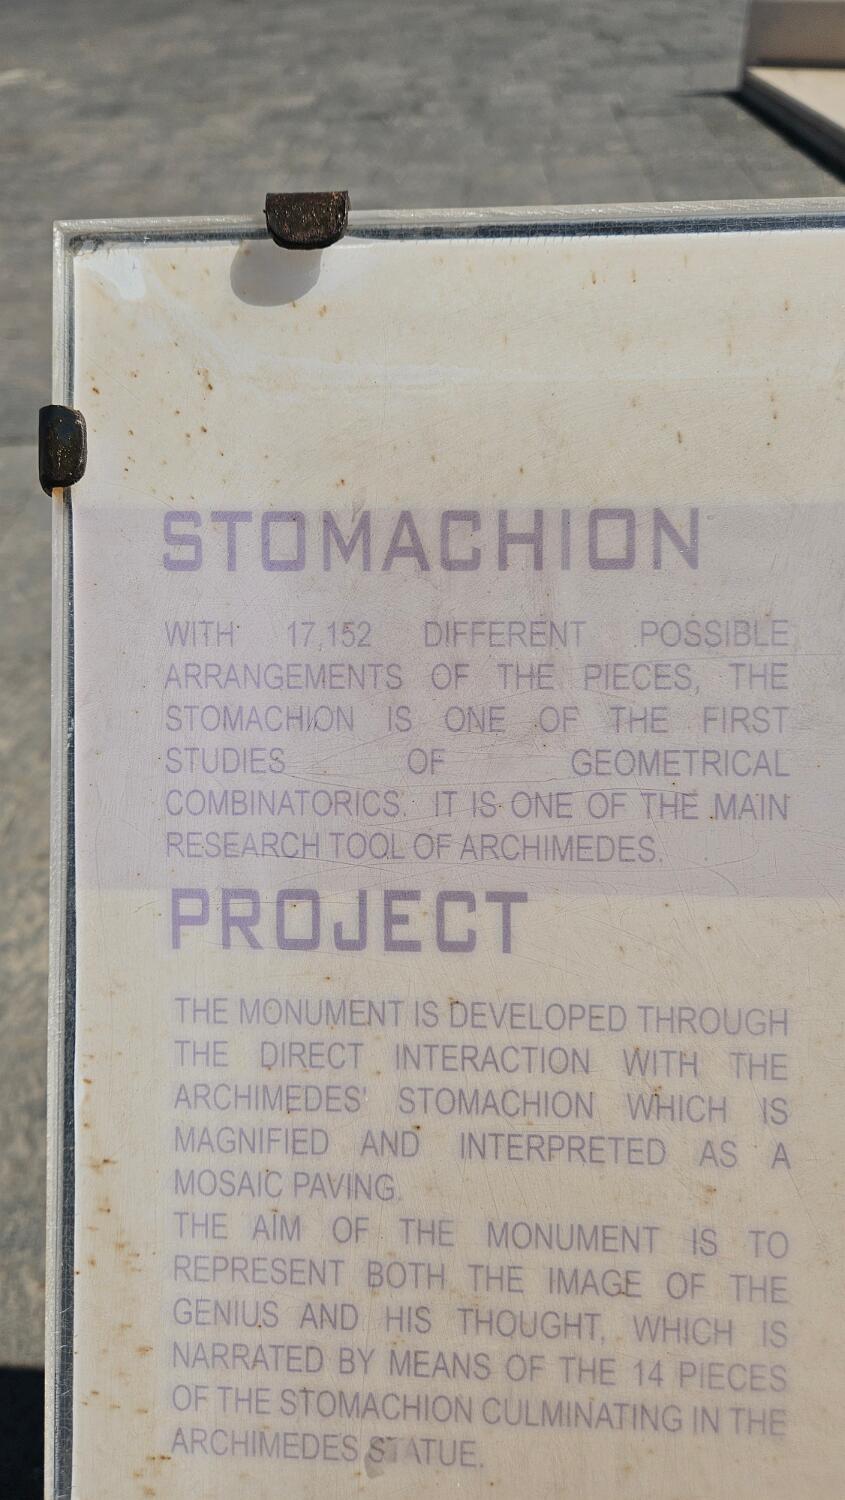 STOMACHION
WITH 17,152 DIFFERENT POSSIBLE
ARRANGEMENTS OF THE PIECES, THE
STOMACHION IS ONE OF THE FIRST
STUDIES OF GEOMETRICAL
COMBINATORICS. IT IS ONE OF THE MAIN
RESEARCH TOOL OF ARCHIMEDES.
PROJECT
THE MONUMENT IS DEVELOPED THROUGH
THE DIRECT INTERACTION WITH THE
ARCHIMEDES' STOMACHION WHICH IS
MAGNIFIED AND INTERPRETED AS A
MOSAIC PAVING.
THE AIM OF THE MONUMENT IS TO
REPRESENT BOTH THE IMAGE OF THE
GENIUS AND HIS THOUGHT, WHICH IS
NARRATED BY MEANS OF THE 14 PIECES
OF THE STOMACHION CULMINATING IN THE
ARCHIMEDES STATUE.